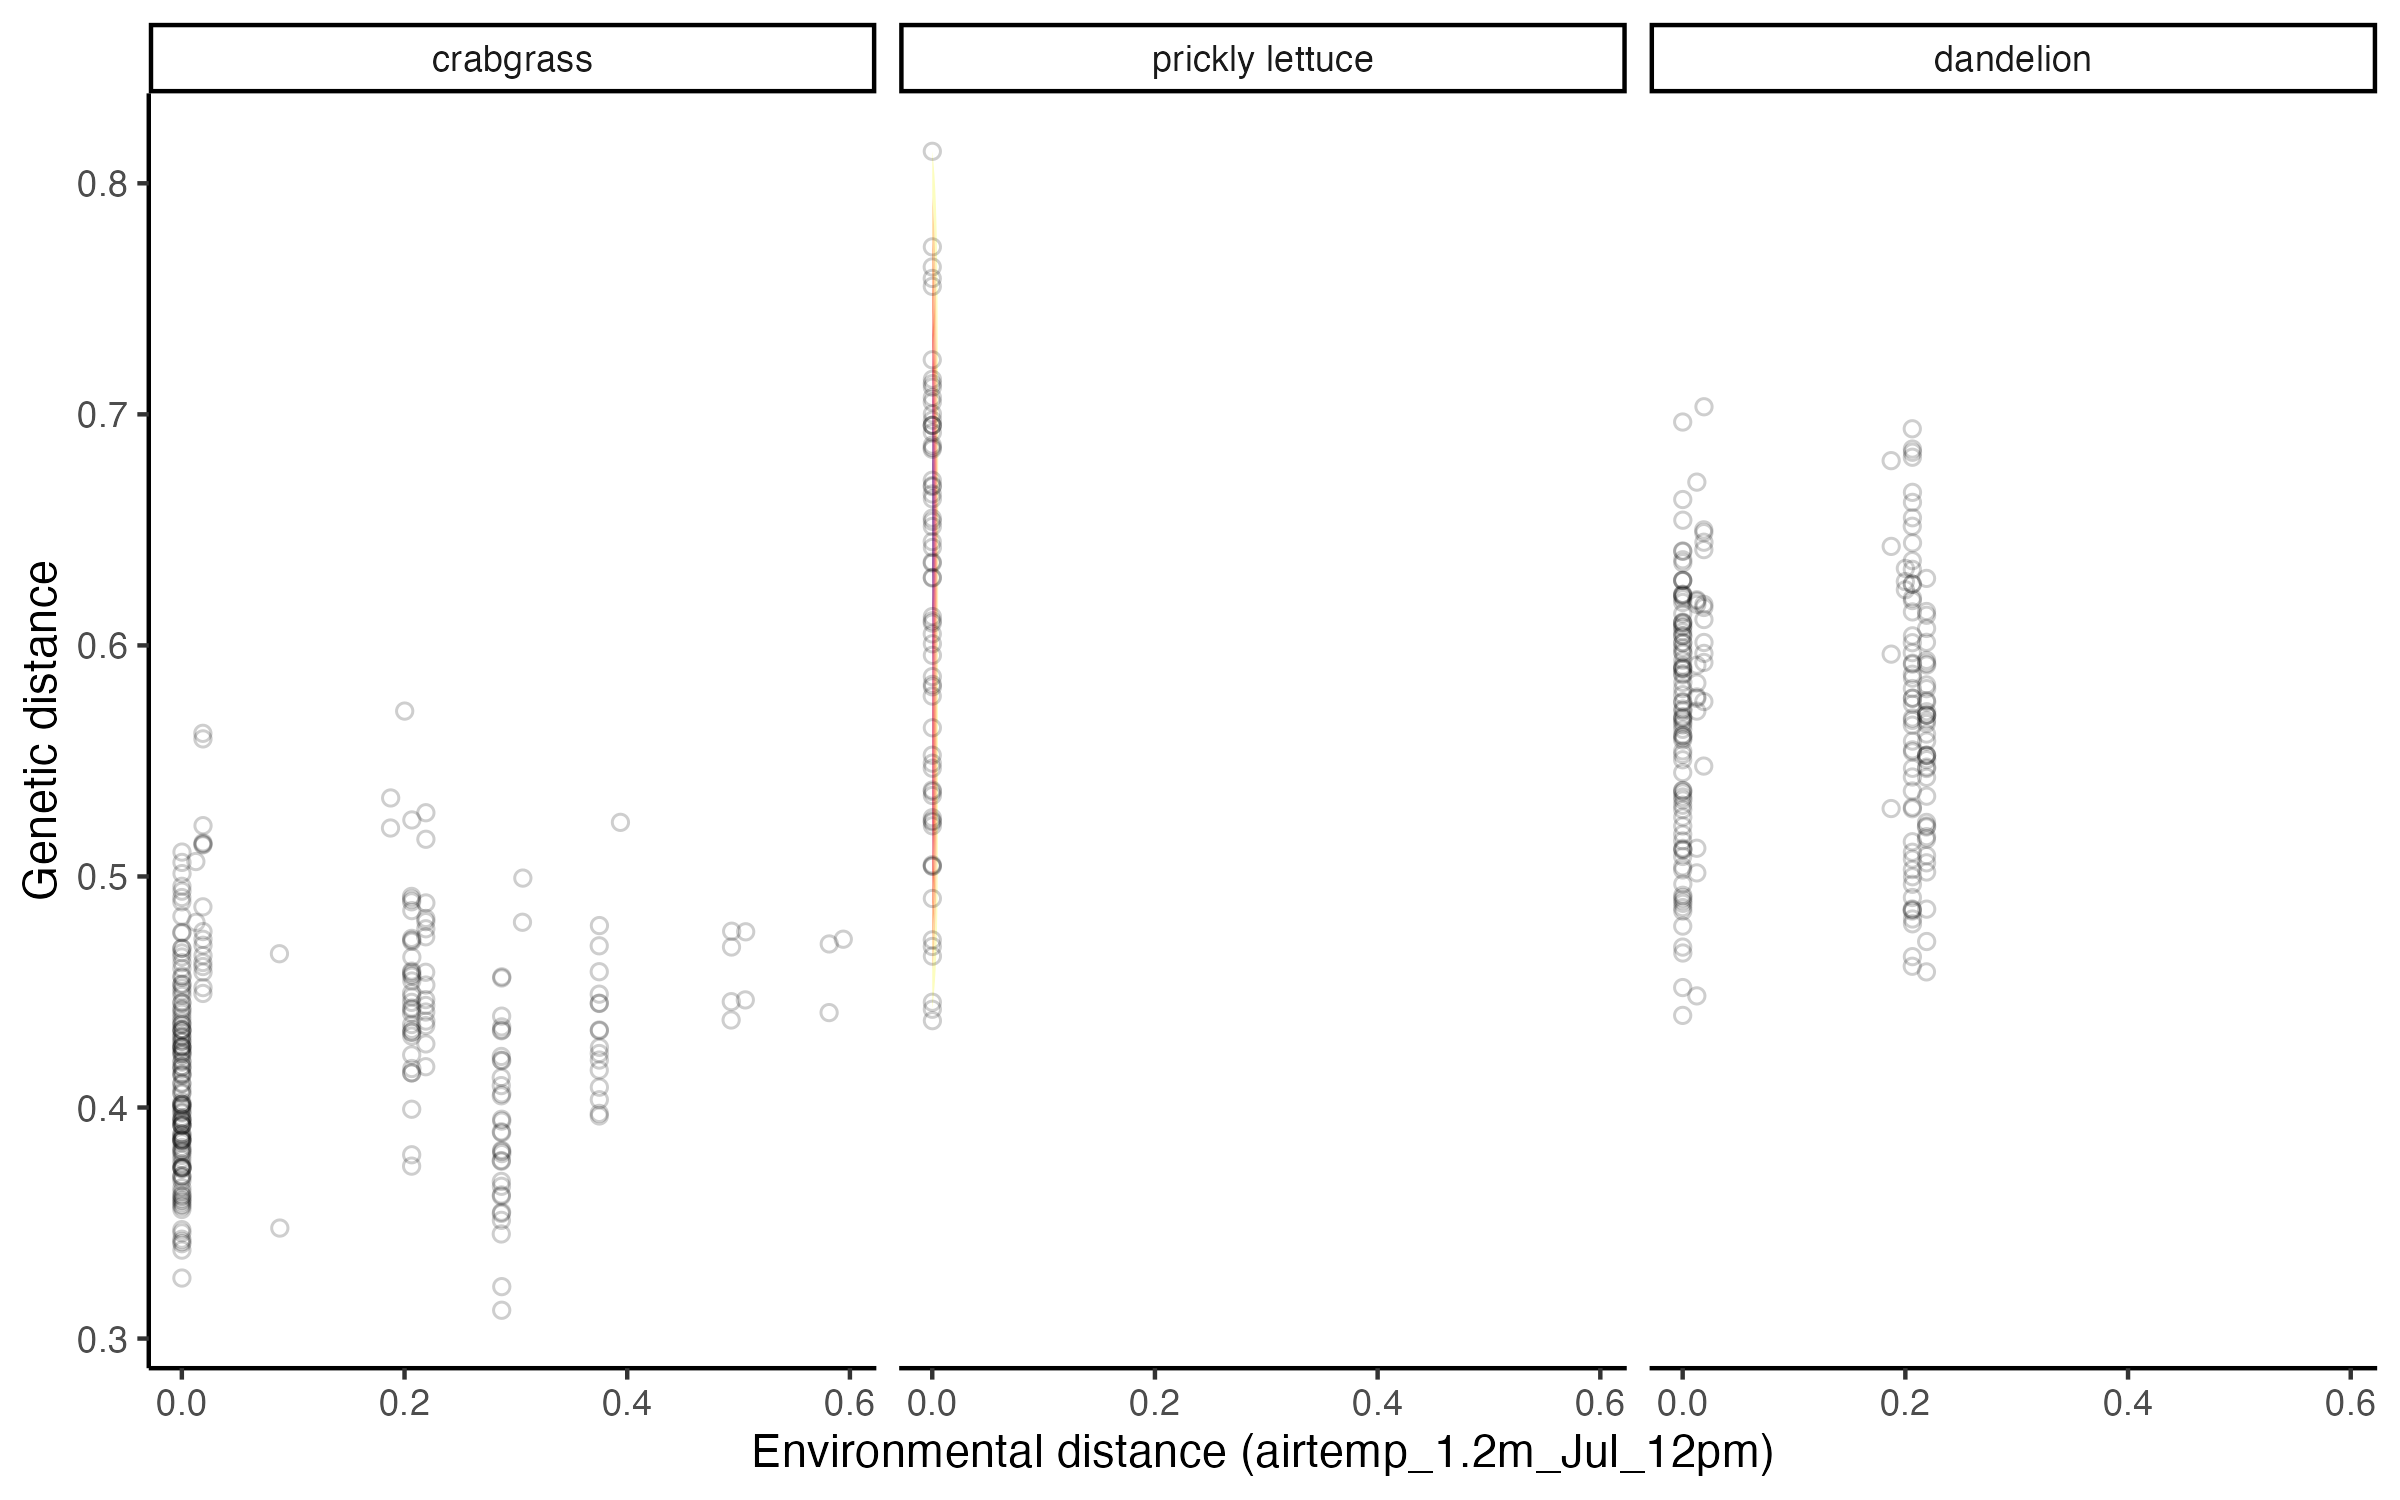 crabgrass prickly lettuce dandelion
Genetic distance
0.8
0.7
0.6
0.5
0.4
0.3
0.0 0.2 0.4 0.6 0.0 0.2 0.4 0.6 0.0 0.2 0.4 0.6
Environmental distance (airtemp_1.2m_Jul_12pm)